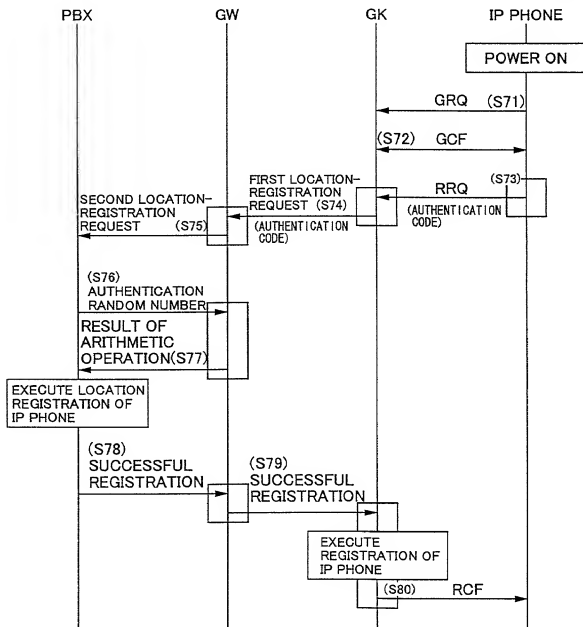 PBX GW GK IP PHONE
POWER ON
GRQ (S71)
(S72) GCF
(S73)
RRQ
(AUTHENTICATION
CODE)
FIRST LOCATION-
REGISTRATION
REQUEST (S74)
(AUTHENTICATION
CODE)
SECOND LOCATION-
REGISTRATION
REQUEST (S75)
(S76)
AUTHENTICATION
RANDOM NUMBER
RESULT OF
ARITHMETIC
OPERATION(S77)
EXECUTE LOCATION
REGISTRATION OF
IP PHONE
(S78)
SUCCESSFUL
REGISTRATION
(S79)
SUCCESSFUL
REGISTRATION
EXECUTE
REGISTRATION OF
IP PHONE
(S80) RCF